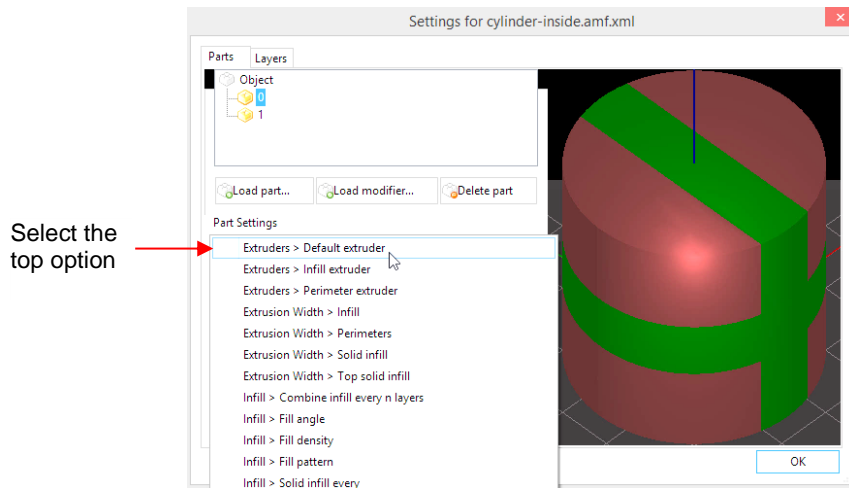 Settings for cylinder-inside.amf.xml
×
Parts Layers
Object
0
1
Load part... Load modifier... Delete part
Part Settings
Select the
top option
Extruders > Default extruder
Extruders > Infill extruder
Extruders > Perimeter extruder
Extrusion Width > Infill
Extrusion Width > Perimeters
Extrusion Width > Solid infill
Extrusion Width > Top solid infill
Infill > Combine infill every n layers
Infill > Fill angle
Infill > Fill density
Infill > Fill pattern
Infill > Solid infill every
OK